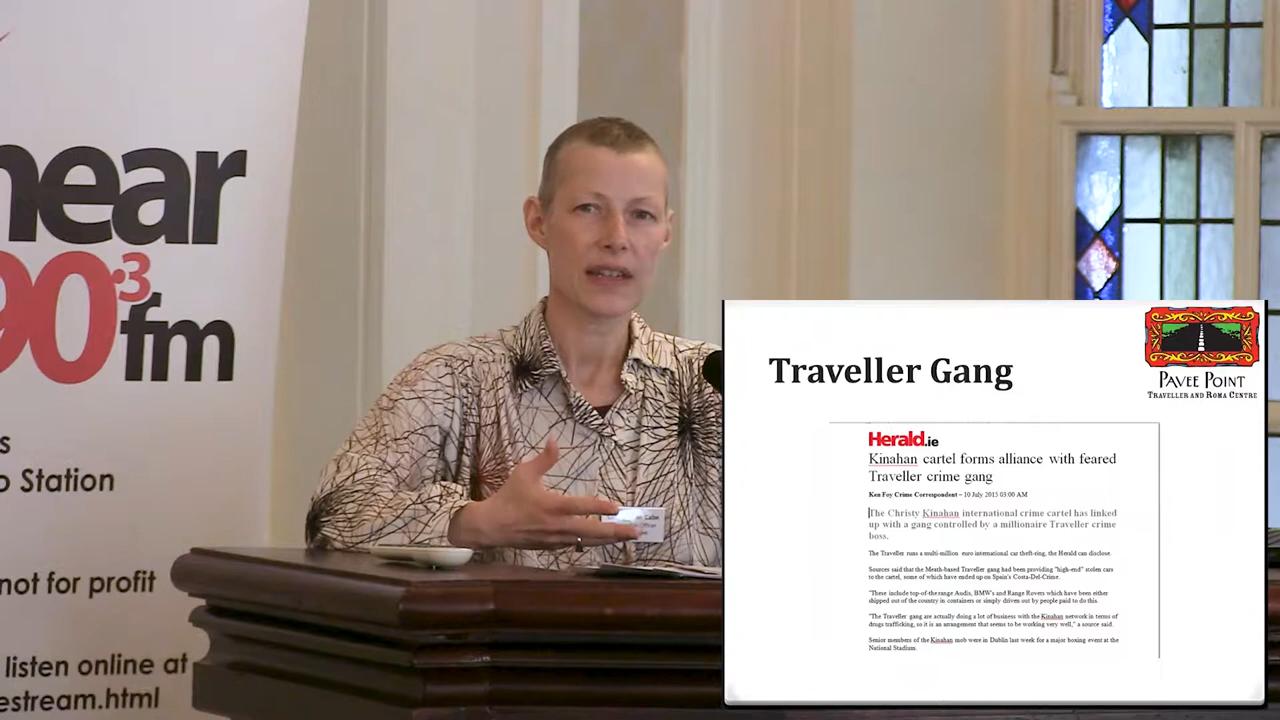 near
90.3
fm
s
o Station
not for profit
listen online at
estream.html
Traveller Gang
PAVEE POINT
TRAVELLER AND ROMA CENTRE
Herald.ie
Kinahan cartel forms alliance with feared
Traveller crime gang
Ken Foy Crime Correspondent – 10 July 2015 03:00 AM
The Christy Kinahan international crime cartel has linked
up with a gang controlled by a millionaire Traveller crime
boss.
The Traveller runs a multi-million euro international car theft-ring, the Herald can disclose.
Sources said that the Meath-based Traveller gang had been providing "high-end" stolen cars
to the cartel, some of which have ended up on Spain's Costa-Del-Crime.
"These include top-of-the range Audis, BMW's and Range Rovers which have been either
shipped out of the country in containers or simply driven out by people paid to do this.
"The Traveller gang are actually doing a lot of business with the Kinahan network in terms of
drugs trafficking, so it is an arrangement that seems to be working very well," a source said.
Senior members of the Kinahan mob were in Dublin last week for a major boxing event at the
National Stadium.